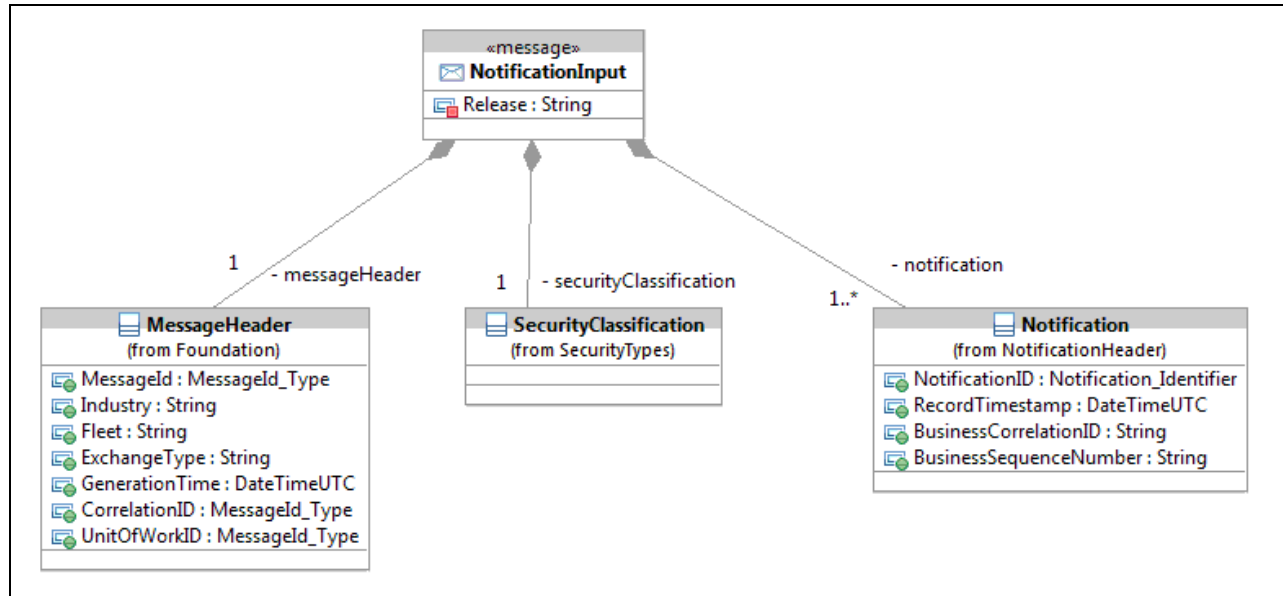 «message»
NotificationInput
Release : String
1
- messageHeader
1
- securityClassification
- notification
1..*
MessageHeader
(from Foundation)
MessageId : MessageId_Type
Industry : String
Fleet : String
ExchangeType : String
GenerationTime : DateTimeUTC
CorrelationID : MessageId_Type
UnitOfWorkID : MessageId_Type
SecurityClassification
(from SecurityTypes)
Notification
(from NotificationHeader)
NotificationID : Notification_Identifier
RecordTimestamp : DateTimeUTC
BusinessCorrelationID : String
BusinessSequenceNumber : String